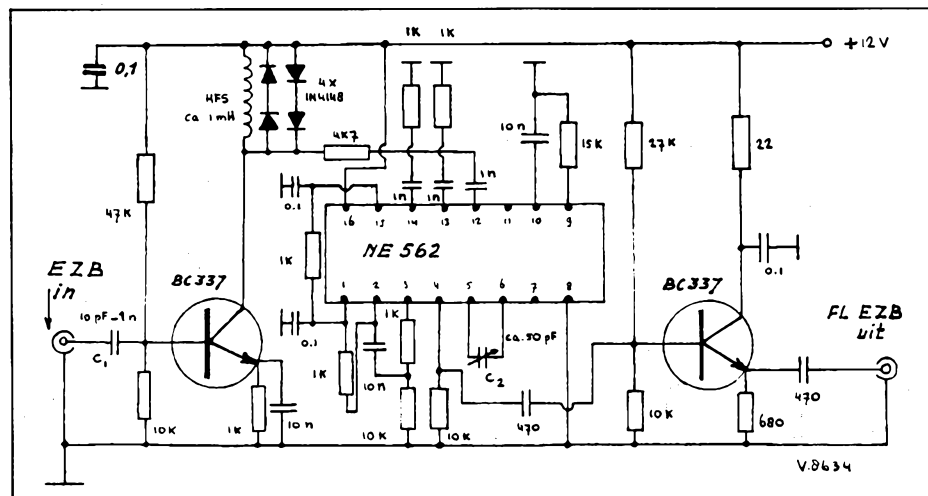 1K 1K
+12V
0,1
HFS
ca 1mH
4X
1N4148
4K7
10n
15K
27K
22
1n
1n
1n
0.1
47K
16 15 14 13 12 11 10 9
NE 562
1K
0.1
EZB
in
BC337
BC337
FL EZB
uit
1 2 3 4 5 6 7 8
10pF-1n
C1
0.1
1K
1K
10n
ca.50pF
C2
470
470
10K
1K
10n
10K
10K
10K
680
V.8634